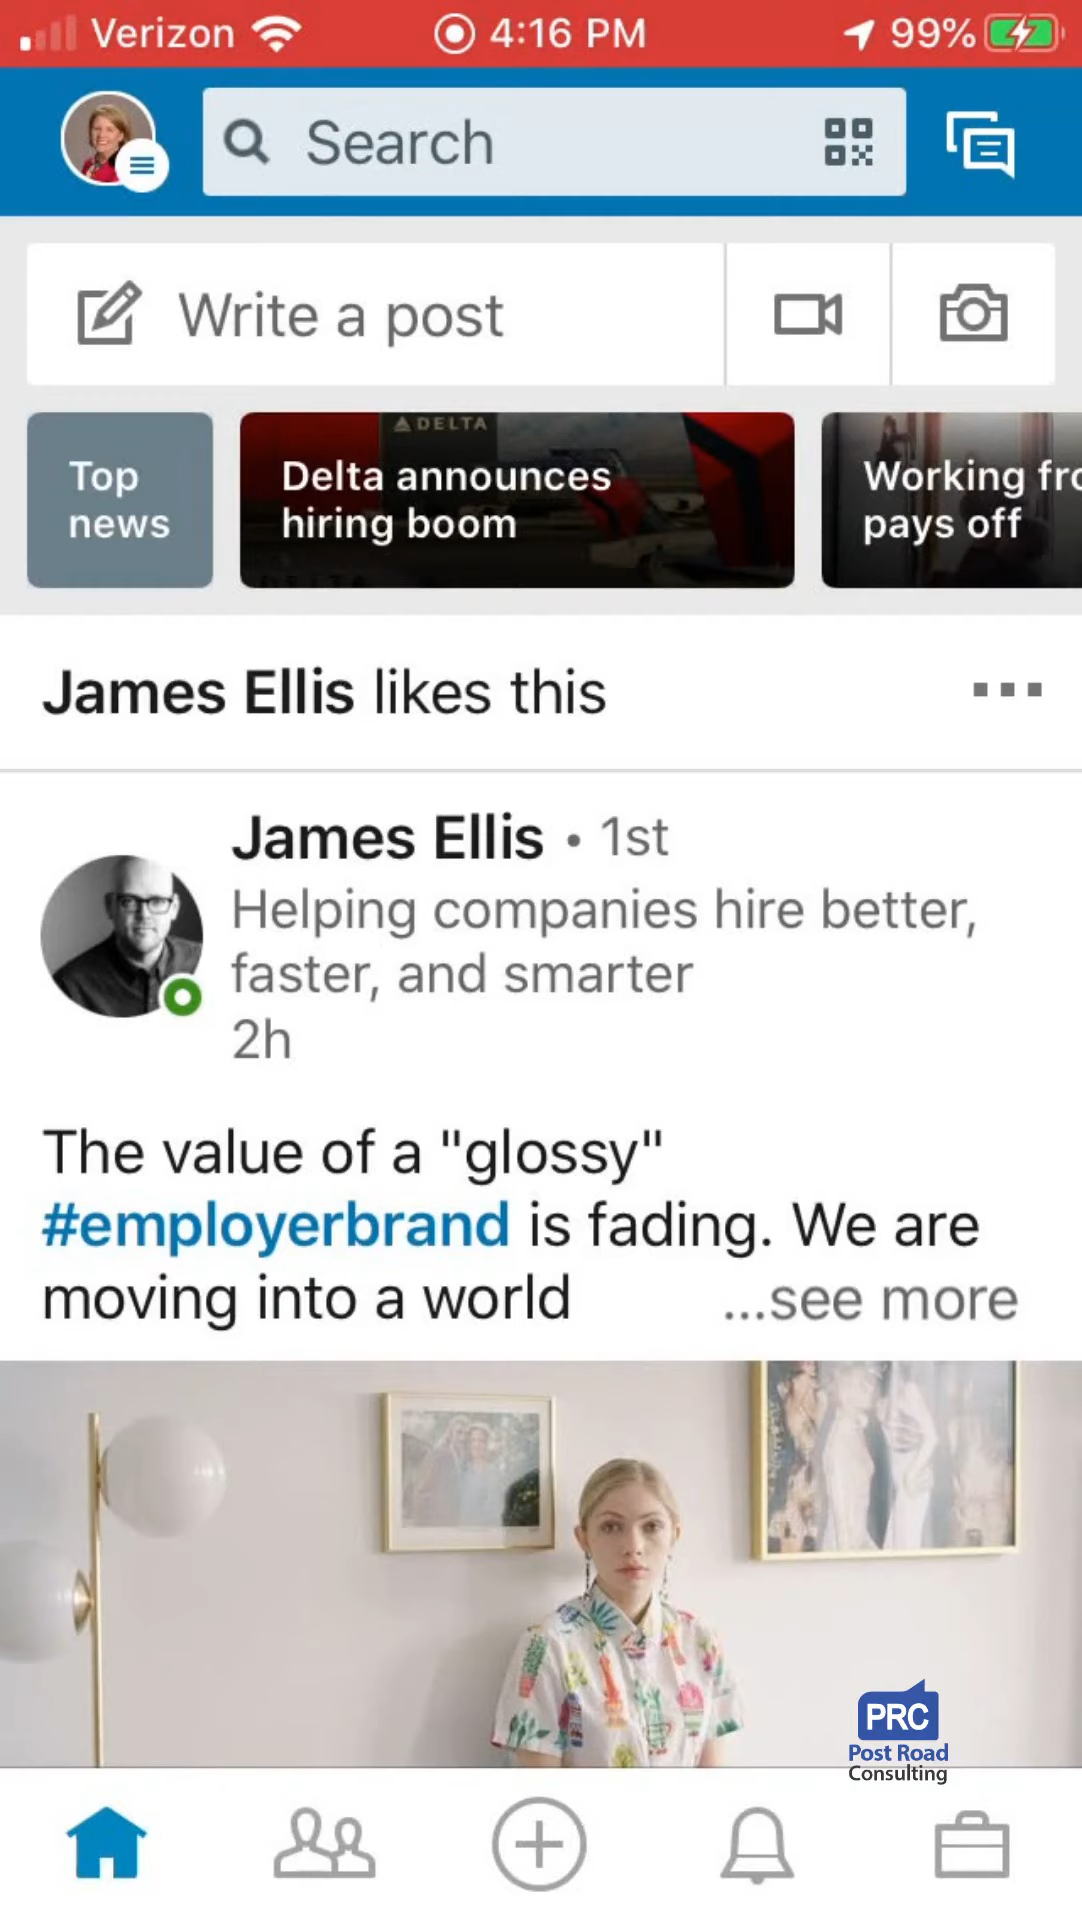 Verizon 4:16 PM 99%
Search
Write a post
Top
news
DELTA
Delta announces
hiring boom
Working fro
pays off
James Ellis likes this
James Ellis • 1st
Helping companies hire better,
faster, and smarter
2h
The value of a "glossy"
#employerbrand is fading. We are
moving into a world ...see more
PRC
Post Road
Consulting